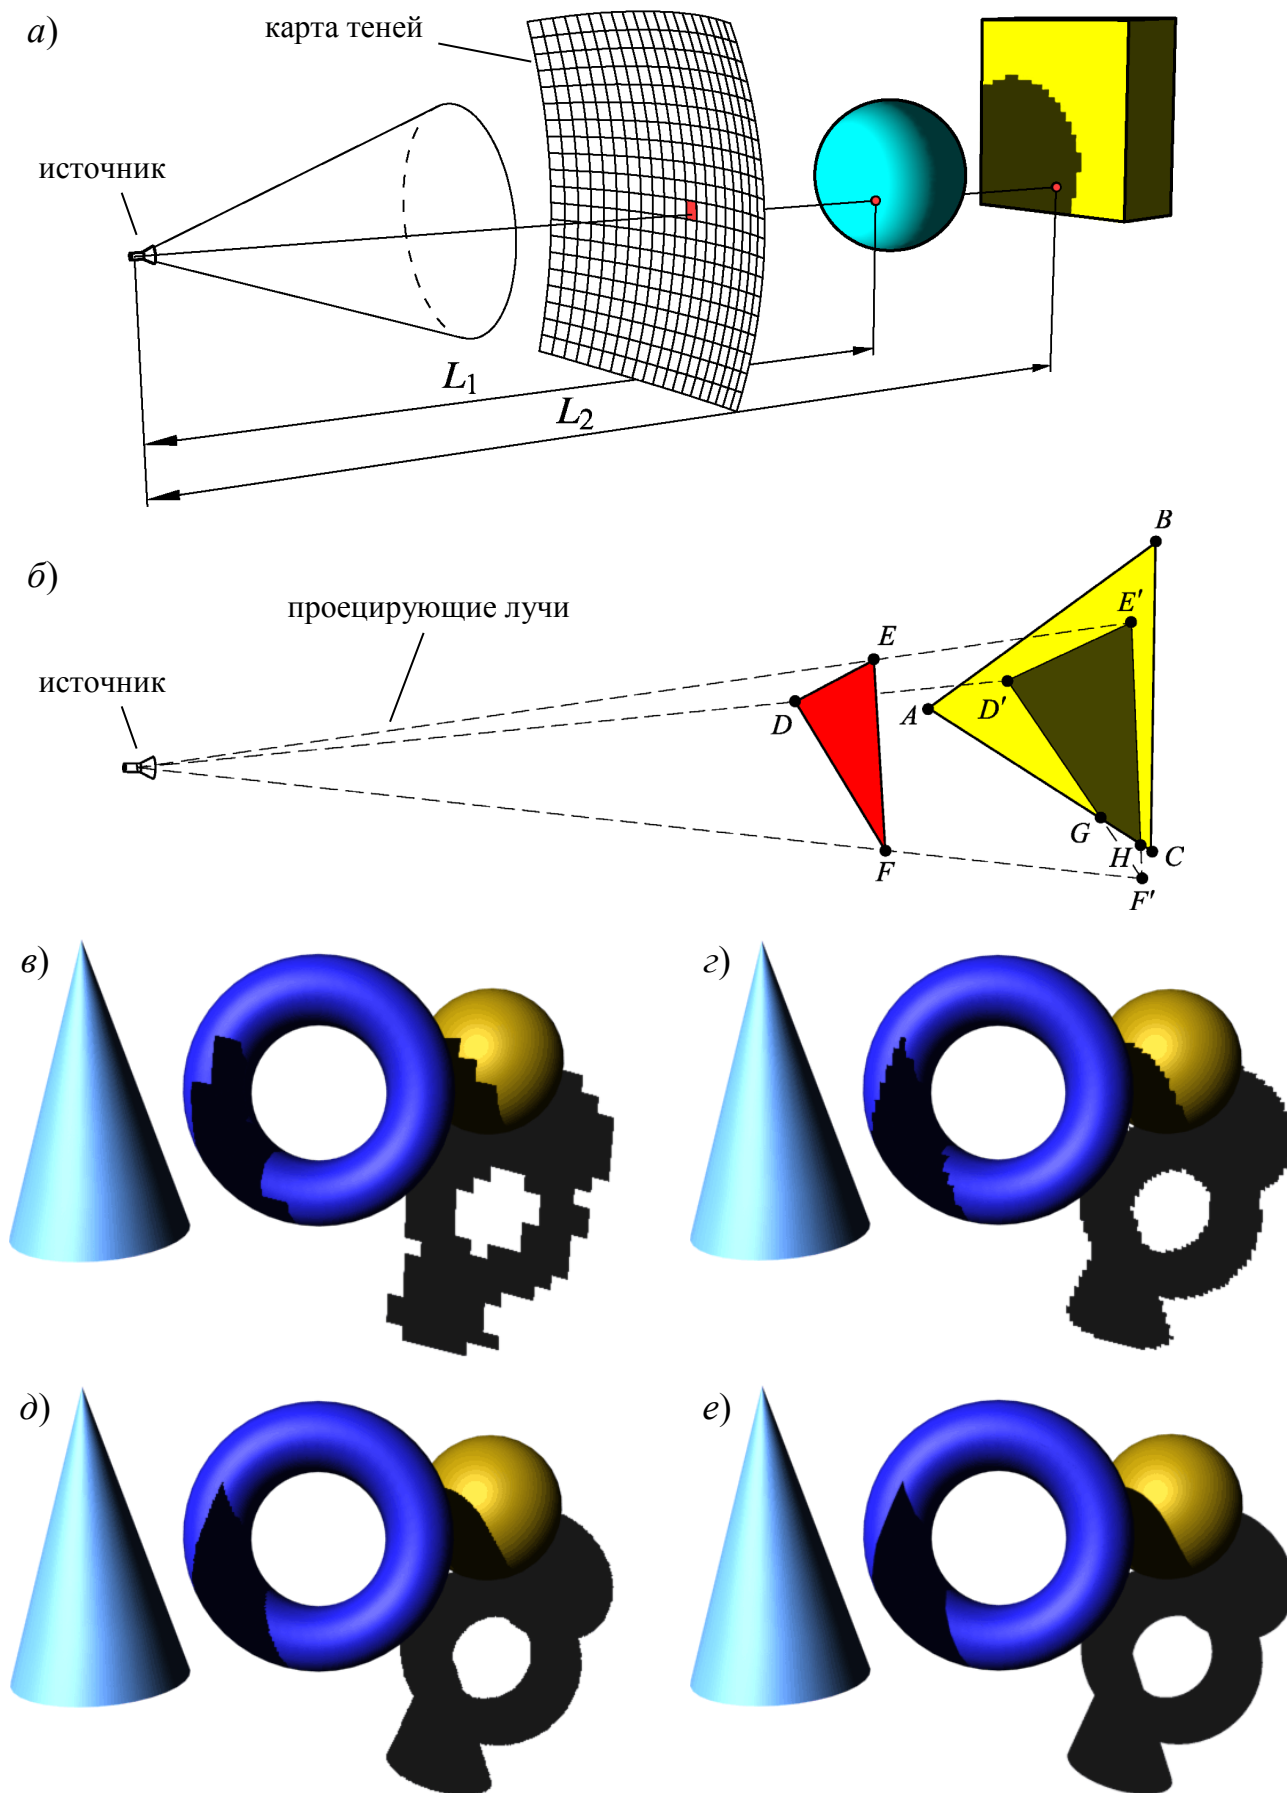 а)
карта теней
источник
L1
L2
б)
проецирующие лучи
источник
B
E'
E
D
A
D'
G
H
C
F
F'
в)
г)
д)
е)